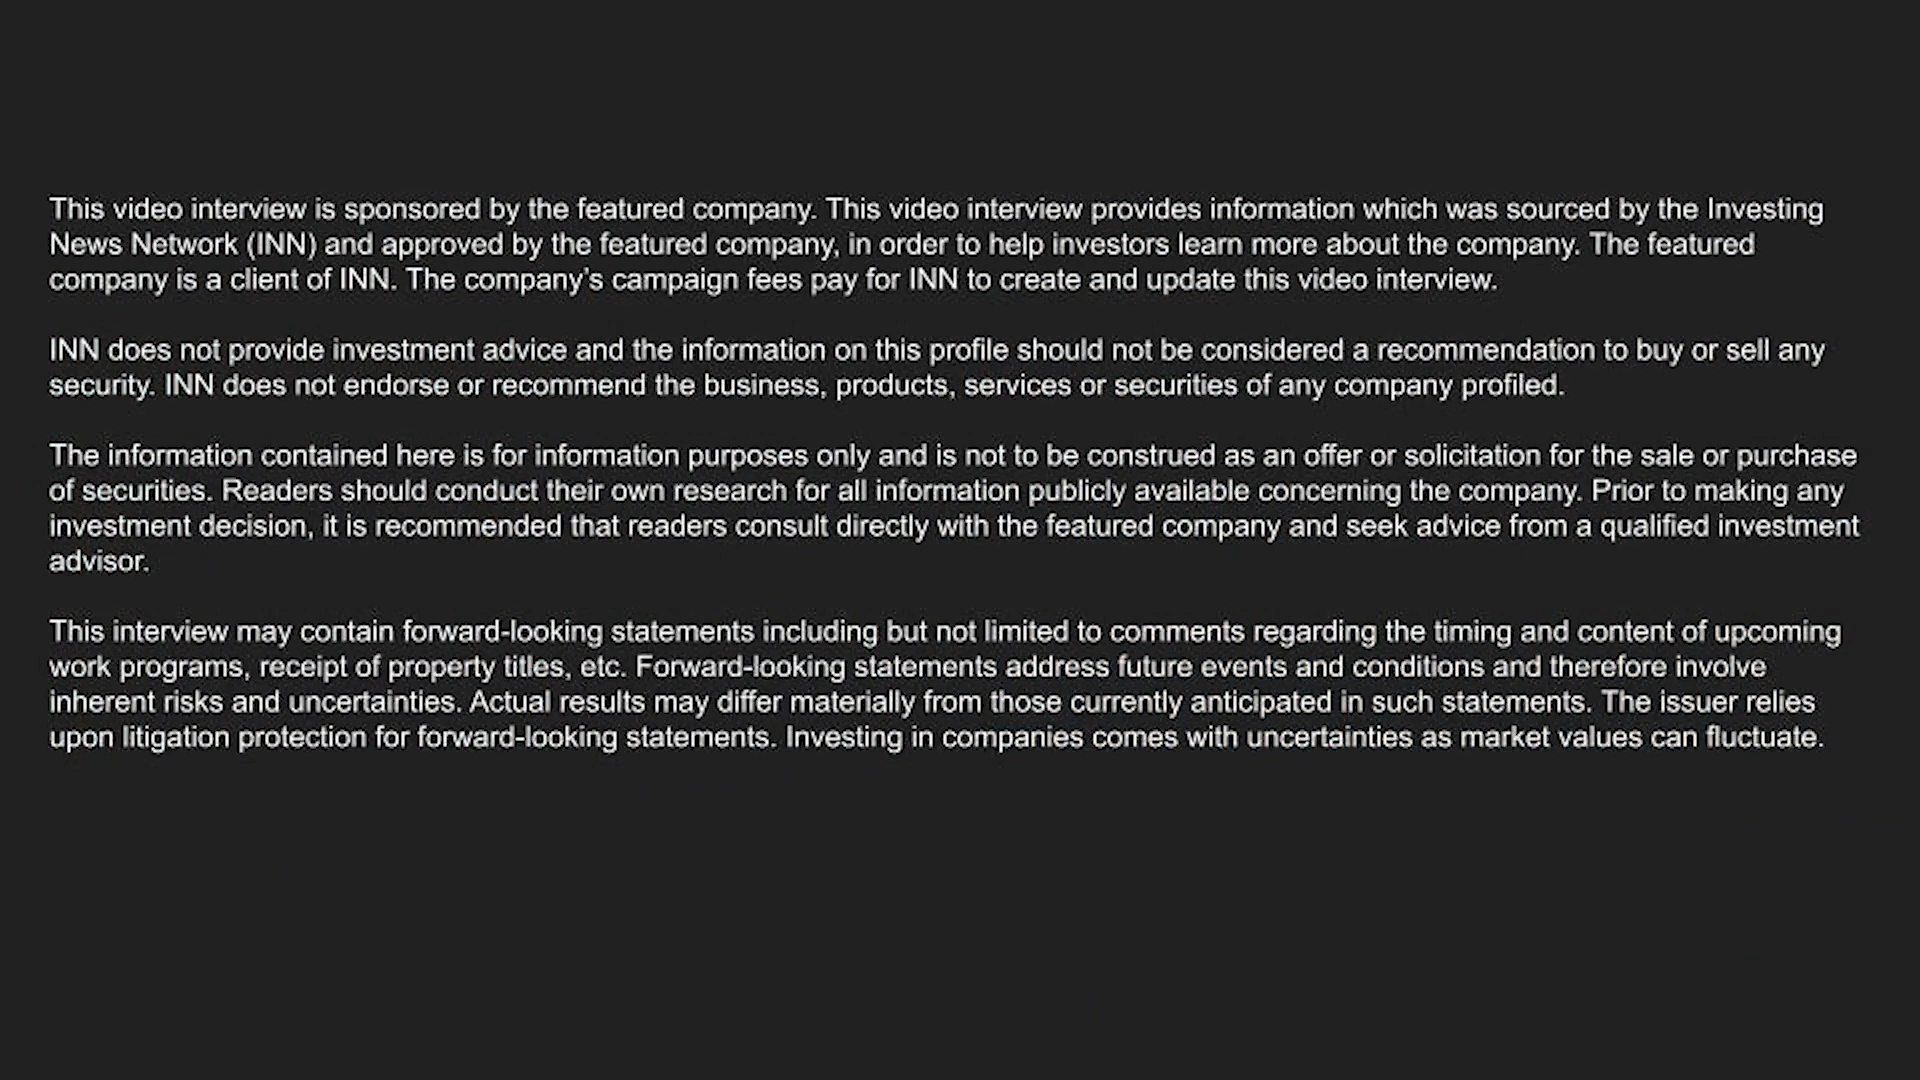 This video interview is sponsored by the featured company. This video interview provides information which was sourced by the Investing
News Network (INN) and approved by the featured company, in order to help investors learn more about the company. The featured
company is a client of INN. The company’s campaign fees pay for INN to create and update this video interview.
INN does not provide investment advice and the information on this profile should not be considered a recommendation to buy or sell any
security. INN does not endorse or recommend the business, products, services or securities of any company profiled.
The information contained here is for information purposes only and is not to be construed as an offer or solicitation for the sale or purchase
of securities. Readers should conduct their own research for all information publicly available concerning the company. Prior to making any
investment decision, it is recommended that readers consult directly with the featured company and seek advice from a qualified investment
advisor.
This interview may contain forward-looking statements including but not limited to comments regarding the timing and content of upcoming
work programs, receipt of property titles, etc. Forward-looking statements address future events and conditions and therefore involve
inherent risks and uncertainties. Actual results may differ materially from those currently anticipated in such statements. The issuer relies
upon litigation protection for forward-looking statements. Investing in companies comes with uncertainties as market values can fluctuate.